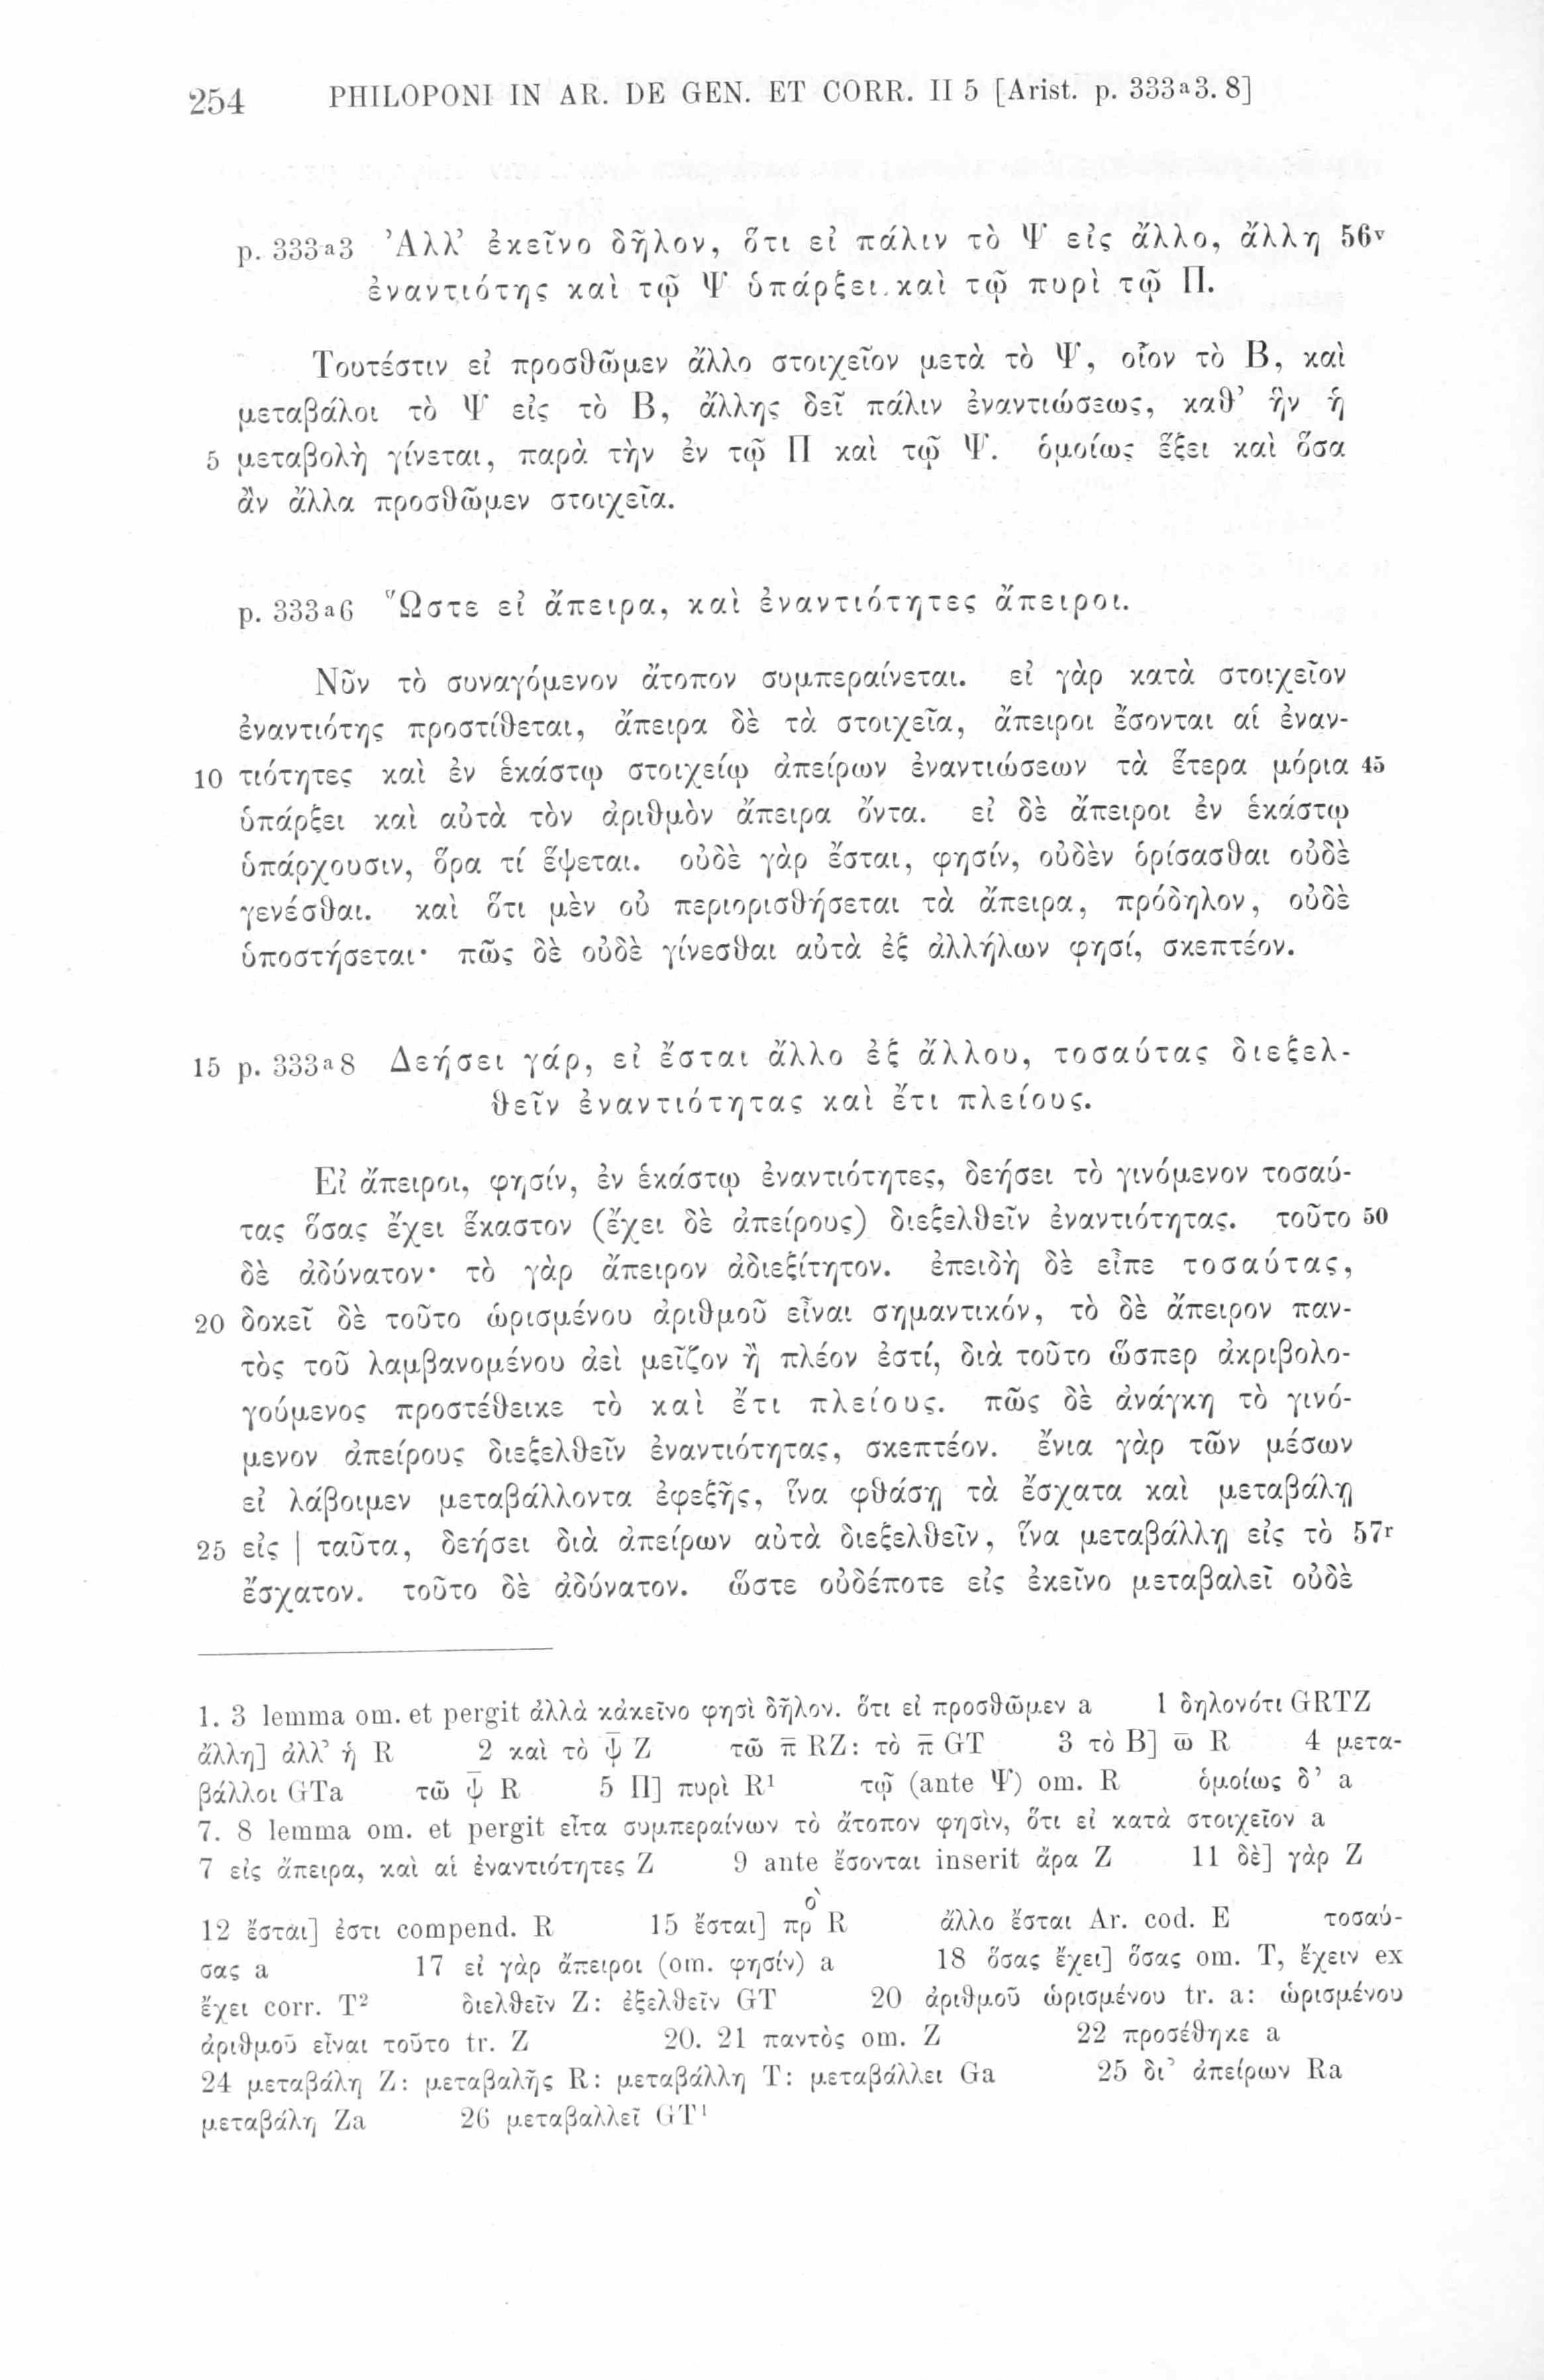 254 PHILOPONI IN AR. DE GEN. ET CORR. II 5 [Arist. p. 333a3. 8]
p. 333a3 Ἀλλ' ἐκεῖνο δῆλον, ὅτι εἰ πάλιν τὸ Ψ εἰς ἄλλο, ἄλλη 56v
ἐναντιότης καὶ τῷ Ψ ὑπάρξει καὶ τῷ πυρὶ τῷ Π.
Τουτέστιν εἰ προσθῶμεν ἄλλο στοιχεῖον μετὰ τὸ Ψ, οἷον τὸ Β, καὶ
μεταβάλοι τὸ Ψ εἰς τὸ Β, ἄλλης δεῖ πάλιν ἐναντιώσεως, καθ' ἣν ἡ
5 μεταβολὴ γίνεται, παρὰ τὴν ἐν τῷ Π καὶ τῷ Ψ. ὁμοίως ἕξει καὶ ὅσα
ἂν ἄλλα προσθῶμεν στοιχεῖα.
p. 333a6 Ὥστε εἰ ἄπειρα, καὶ ἐναντιότητες ἄπειροι.
Νῦν τὸ συναγόμενον ἄτοπον συμπεραίνεται. εἰ γὰρ κατὰ στοιχεῖον
ἐναντιότης προστίθεται, ἄπειρα δὲ τὰ στοιχεῖα, ἄπειροι ἔσονται αἱ ἐναν-
10 τιότητες καὶ ἐν ἑκάστῳ στοιχείῳ ἀπείρων ἐναντιώσεων τὰ ἕτερα μόρια 45
ὑπάρξει καὶ αὐτὰ τὸν ἀριθμὸν ἄπειρα ὄντα. εἰ δὲ ἄπειροι ἐν ἑκάστῳ
ὑπάρχουσιν, ὅρα τί ἕψεται. οὐδὲ γὰρ ἔσται, φησίν, οὐδὲν ὁρίσασθαι οὐδὲ
γενέσθαι. καὶ ὅτι μὲν οὐ περιορισθήσεται τὰ ἄπειρα, πρόδηλον, οὐδὲ
ὑποστήσεται· πῶς δὲ οὐδὲ γίνεσθαι αὐτὰ ἐξ ἀλλήλων φησί, σκεπτέον.
15 p. 333a8 Δεήσει γάρ, εἰ ἔσται ἄλλο ἐξ ἄλλου, τοσαύτας διεξελ-
θεῖν ἐναντιότητας καὶ ἔτι πλείους.
Εἰ ἄπειροι, φησίν, ἐν ἑκάστῳ ἐναντιότητες, δεήσει τὸ γινόμενον τοσαύ-
τας ὅσας ἔχει ἕκαστον (ἔχει δὲ ἀπείρους) διεξελθεῖν ἐναντιότητας. τοῦτο 50
δὲ ἀδύνατον· τὸ γὰρ ἄπειρον ἀδιεξίτητον. ἐπειδὴ δὲ εἶπε τοσαύτας,
20 δοκεῖ δὲ τοῦτο ὡρισμένου ἀριθμοῦ εἶναι σημαντικόν, τὸ δὲ ἄπειρον παν-
τὸς τοῦ λαμβανομένου ἀεὶ μεῖζον ἢ πλέον ἐστί, διὰ τοῦτο ὥσπερ ἀκριβολο-
γούμενος προστέθεικε τὸ καὶ ἔτι πλείους. πῶς δὲ ἀνάγκη τὸ γινό-
μενον ἀπείρους διεξελθεῖν ἐναντιότητας, σκεπτέον. ἔνια γὰρ τῶν μέσων
εἰ λάβοιμεν μεταβάλλοντα ἐφεξῆς, ἵνα φθάσῃ τὰ ἔσχατα καὶ μεταβάλῃ
25 εἰς | ταῦτα, δεήσει διὰ ἀπείρων αὐτὰ διεξελθεῖν, ἵνα μεταβάλλῃ εἰς τὸ 57r
ἔσχατον. τοῦτο δὲ ἀδύνατον. ὥστε οὐδέποτε εἰς ἐκεῖνο μεταβαλεῖ οὐδὲ
1. 3 lemma om. et pergit ἀλλὰ κἀκεῖνο φησὶ δῆλον. ὅτι εἰ προσθῶμεν a 1 δηλονότι GRTZ
ἄλλη] ἀλλ' ἡ R 2 καὶ τὸ ψ̄ Z τῶ π̄ RZ: τὸ π̄ GT 3 τὸ Β] ω̄ R 4 μετα-
βάλλοι GTa τῶ ψ̄ R 5 Π] πυρὶ R¹ τῷ (ante Ψ) om. R ὁμοίως δ' a
7. 8 lemma om. et pergit εἶτα συμπεραίνων τὸ ἄτοπον φησὶν, ὅτι εἰ κατὰ στοιχεῖον a
7 εἰς ἄπειρα, καὶ αἱ ἐναντιότητες Z 9 ante ἔσονται inserit ἄρα Z 11 δὲ] γὰρ Z
12 ἔσται] ἐστι compend. R 15 ἔσται] πρὸ R ἄλλο ἔσται Ar. cod. E τοσαύ-
σας a 17 εἰ γὰρ ἄπειροι (om. φησίν) a 18 ὅσας ἔχει] ὅσας om. T, ἔχειν ex
ἔχει corr. T² διελθεῖν Z: ἐξελθεῖν GT 20 ἀριθμοῦ ὡρισμένου tr. a: ὡρισμένου
ἀριθμοῦ εἶναι τοῦτο tr. Z 20. 21 παντὸς om. Z 22 προσέθηκε a
24 μεταβάλη Z: μεταβαλῆς R: μεταβάλλη T: μεταβάλλει Ga 25 δι' ἀπείρων Ra
μεταβάλη Za 26 μεταβαλλεῖ GT¹